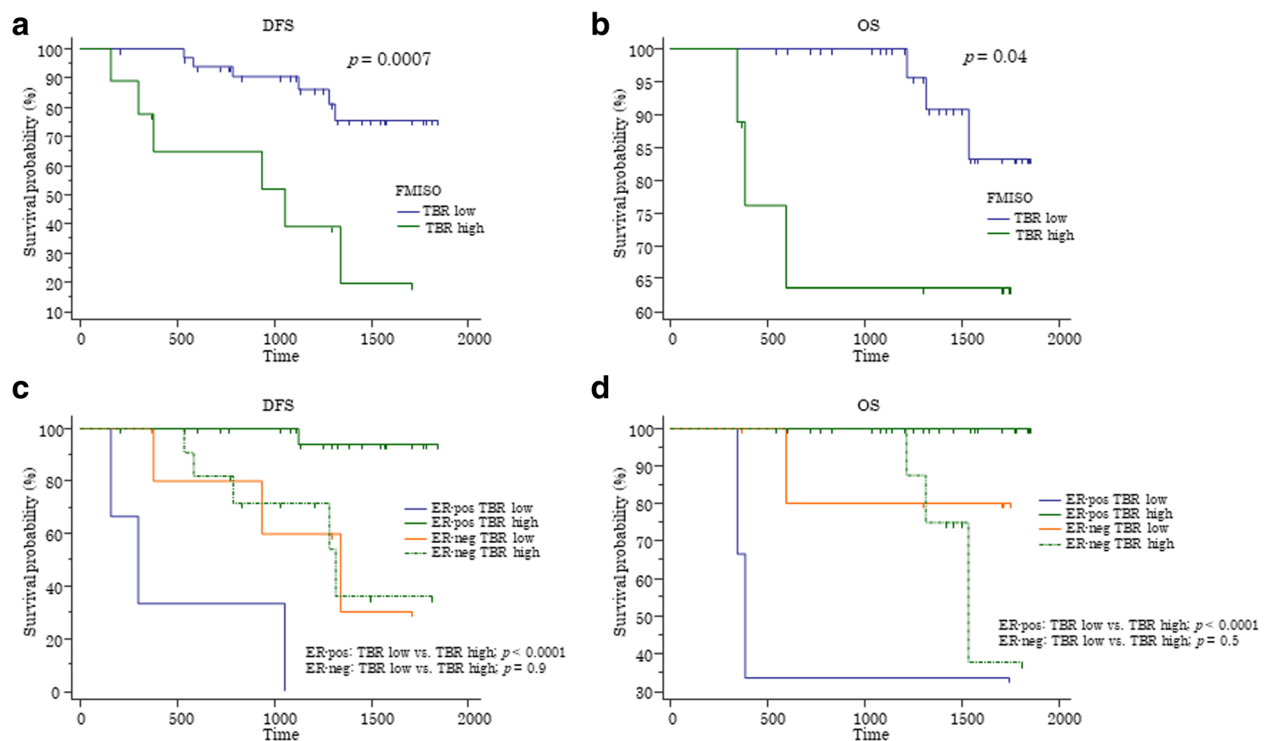 a
DFS
Survival probability (%)
100
90
80
70
60
50
40
30
20
10
p = 0.0007
FMISO
TBR low
TBR high
0 500 1000 1500 2000
Time
b
OS
Survival probability (%)
100
95
90
85
80
75
70
65
60
p = 0.04
FMISO
TBR low
TBR high
0 500 1000 1500 2000
Time
c
DFS
Survival probability (%)
100
80
60
40
20
0
ER-pos TBR low
ER-pos TBR high
ER-neg TBR low
ER-neg TBR high
ER-pos: TBR low vs. TBR high; p < 0.0001
ER-neg: TBR low vs. TBR high; p = 0.9
0 500 1000 1500 2000
Time
d
OS
Survival probability (%)
100
90
80
70
60
50
40
30
ER-pos TBR low
ER-pos TBR high
ER-neg TBR low
ER-neg TBR high
ER-pos: TBR low vs. TBR high; p < 0.0001
ER-neg: TBR low vs. TBR high; p = 0.5
0 500 1000 1500 2000
Time